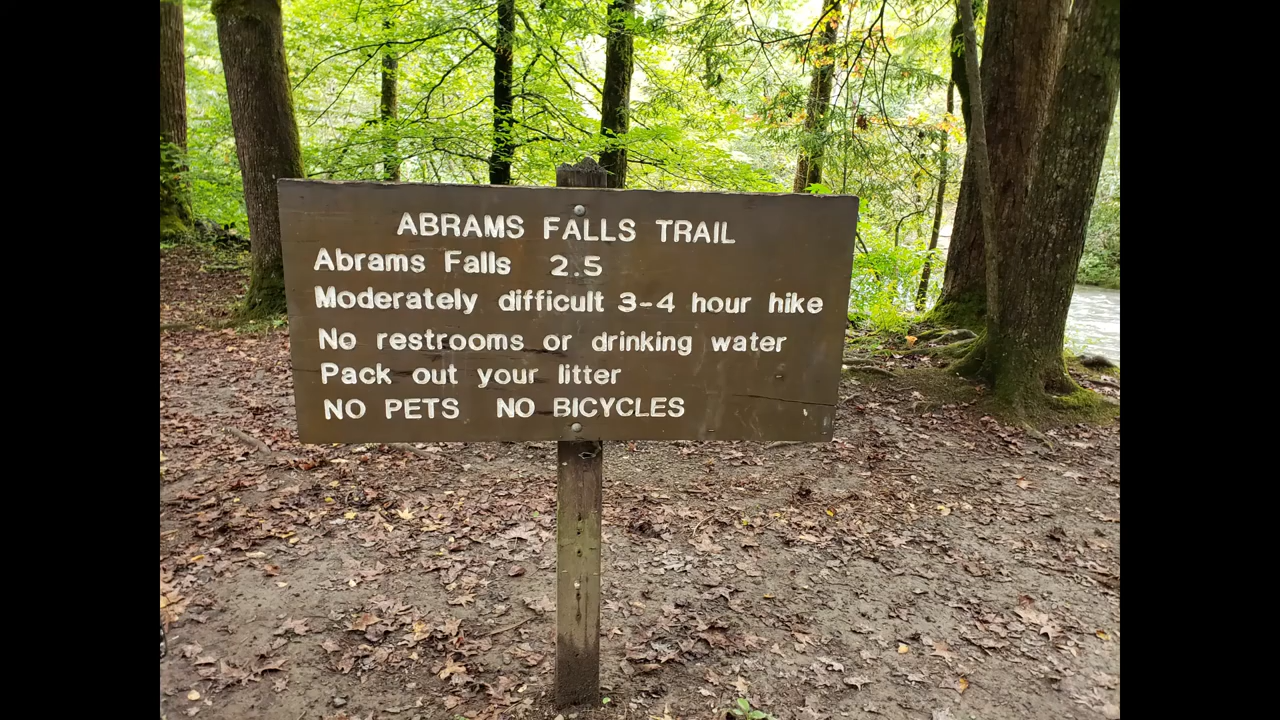 ABRAMS FALLS TRAIL
Abrams Falls 2.5
Moderately difficult 3-4 hour hike
No restrooms or drinking water
Pack out your litter
NO PETS NO BICYCLES